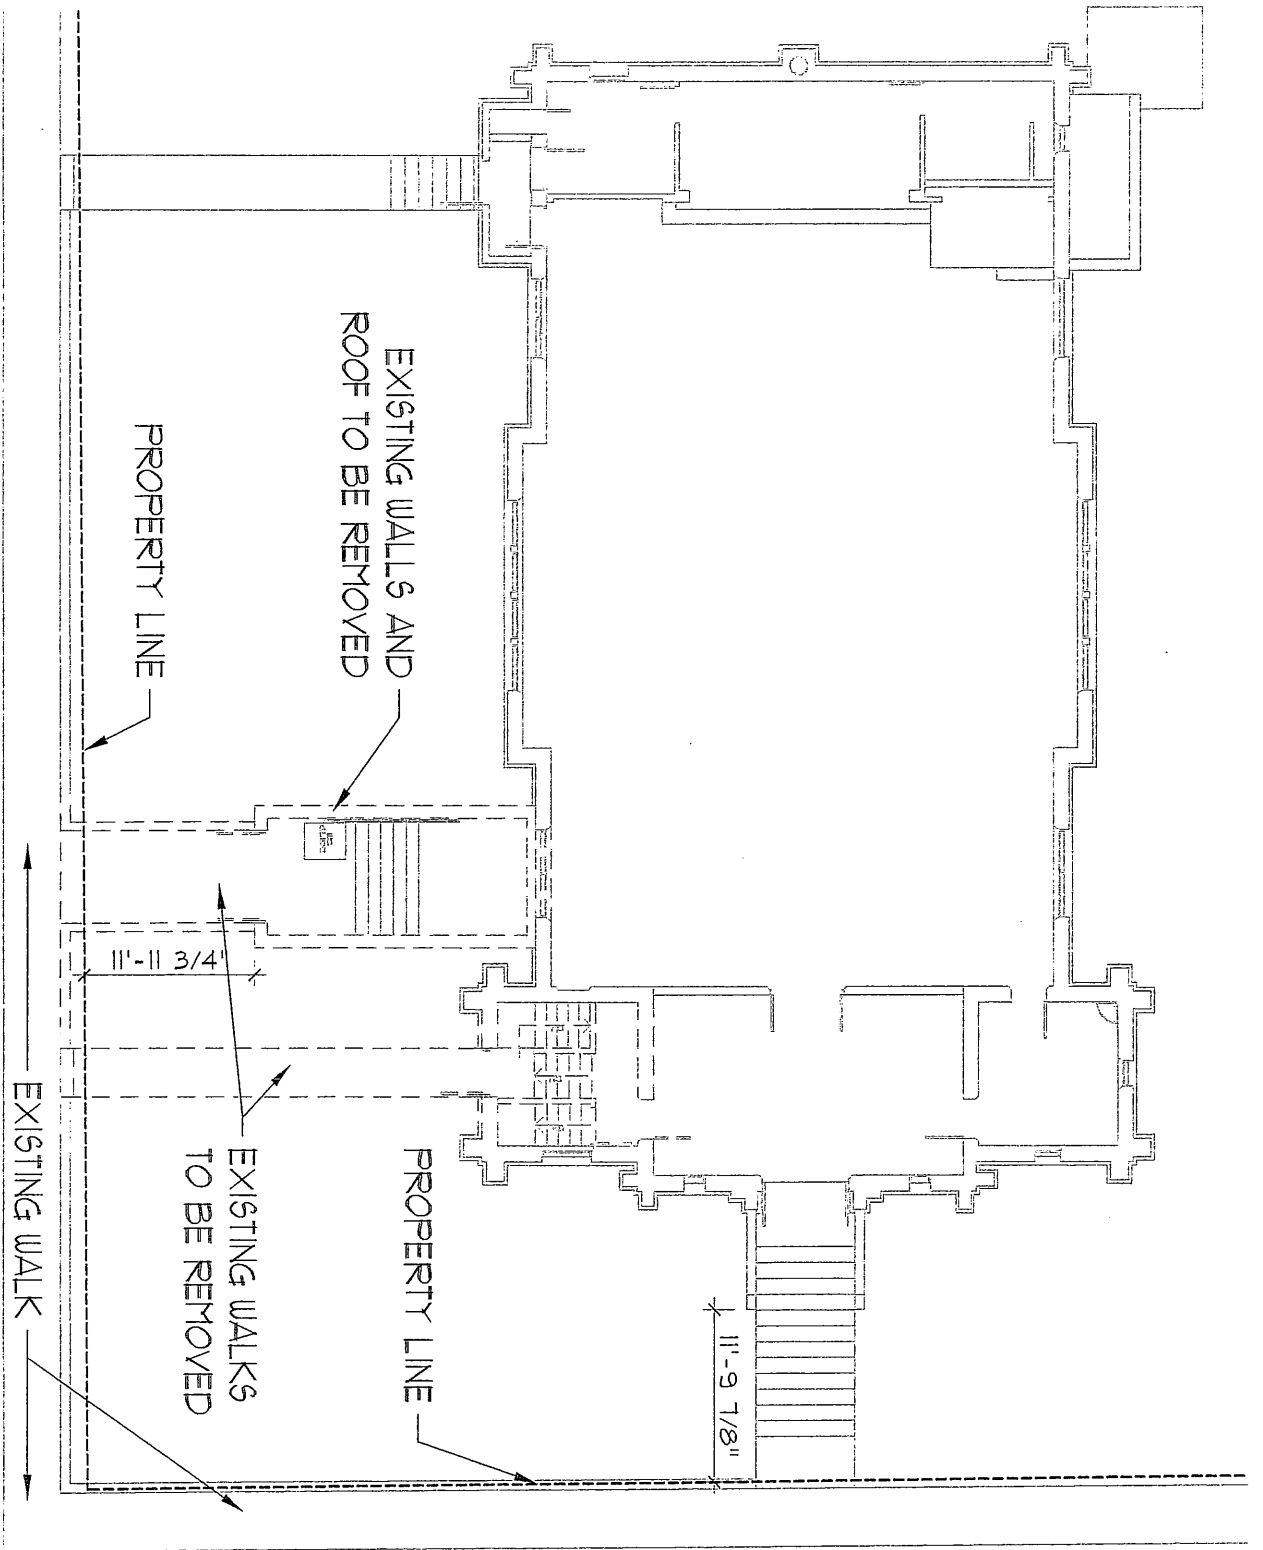 EXISTING WALLS AND
ROOF TO BE REMOVED
PROPERTY LINE
11'-11 3/4"
11'-9 7/8"
PROPERTY LINE
EXISTING WALKS
TO BE REMOVED
EXISTING WALK